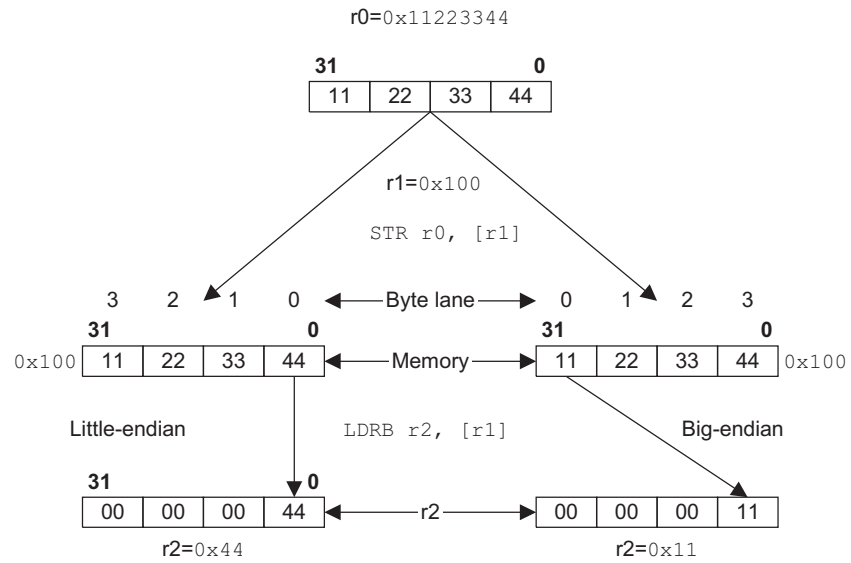 r0=0x11223344
31 0
11 22 33 44
r1=0x100
STR r0, [r1]
3 2 1 0 Byte lane 0 1 2 3
31 0 31 0
0x100 11 22 33 44 Memory 11 22 33 44 0x100
Little-endian LDRB r2, [r1] Big-endian
31 0
00 00 00 44 r2 00 00 00 11
r2=0x44 r2=0x11